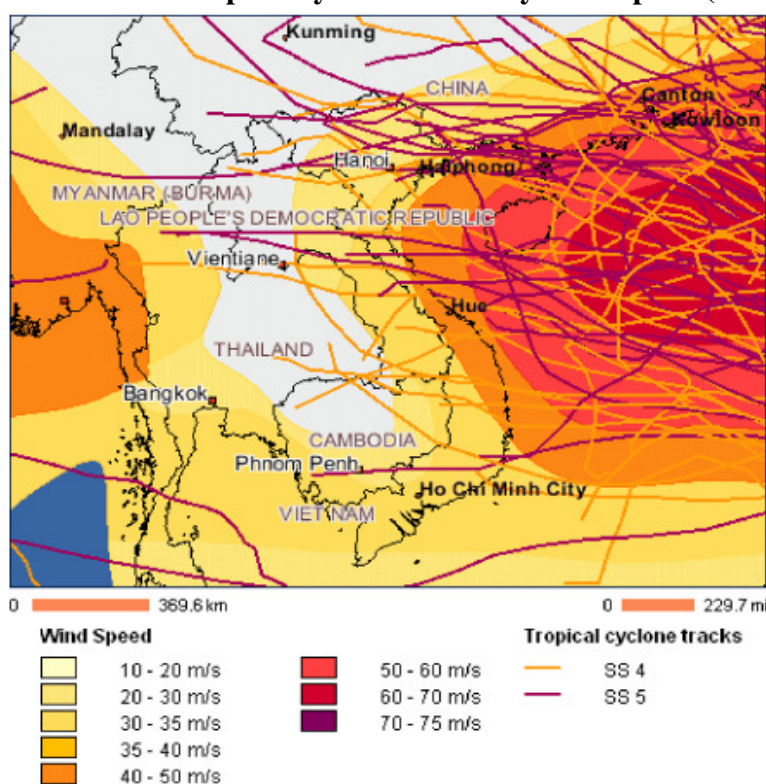 Kunming
CHINA
Canton
Kowloon
Mandalay
Hanoi
Haiphong
MYANMAR (BURMA)
LAO PEOPLE'S DEMOCRATIC REPUBLIC
Vientiane
Hue
THAILAND
Bangkok
CAMBODIA
Phnom Penh
Ho Chi Minh City
VIET NAM
0 369.6 km 0 229.7 mi
Wind Speed Tropical cyclone tracks
10 - 20 m/s 50 - 60 m/s SS 4
20 - 30 m/s 60 - 70 m/s SS 5
30 - 35 m/s 70 - 75 m/s
35 - 40 m/s
40 - 50 m/s